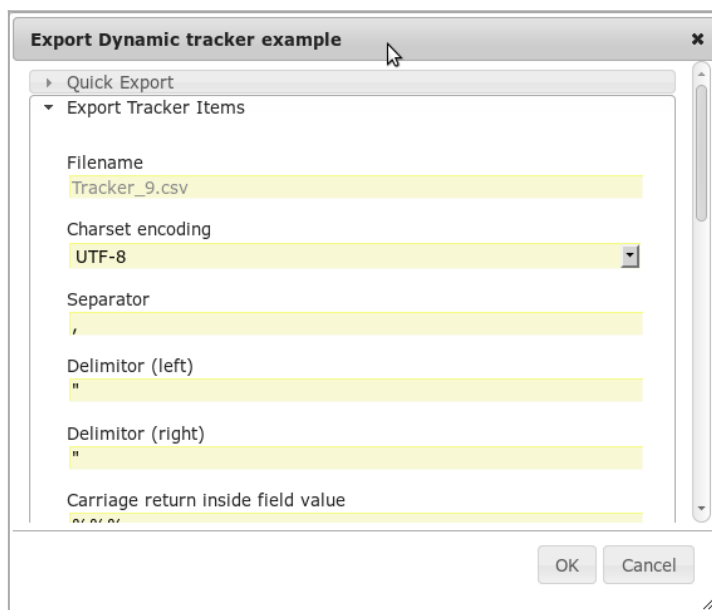 Export Dynamic tracker example
Quick Export
Export Tracker Items
Filename
Tracker_9.csv
Charset encoding
UTF-8
Separator
,
Delimitor (left)
"
Delimitor (right)
"
Carriage return inside field value
%%%
OK Cancel